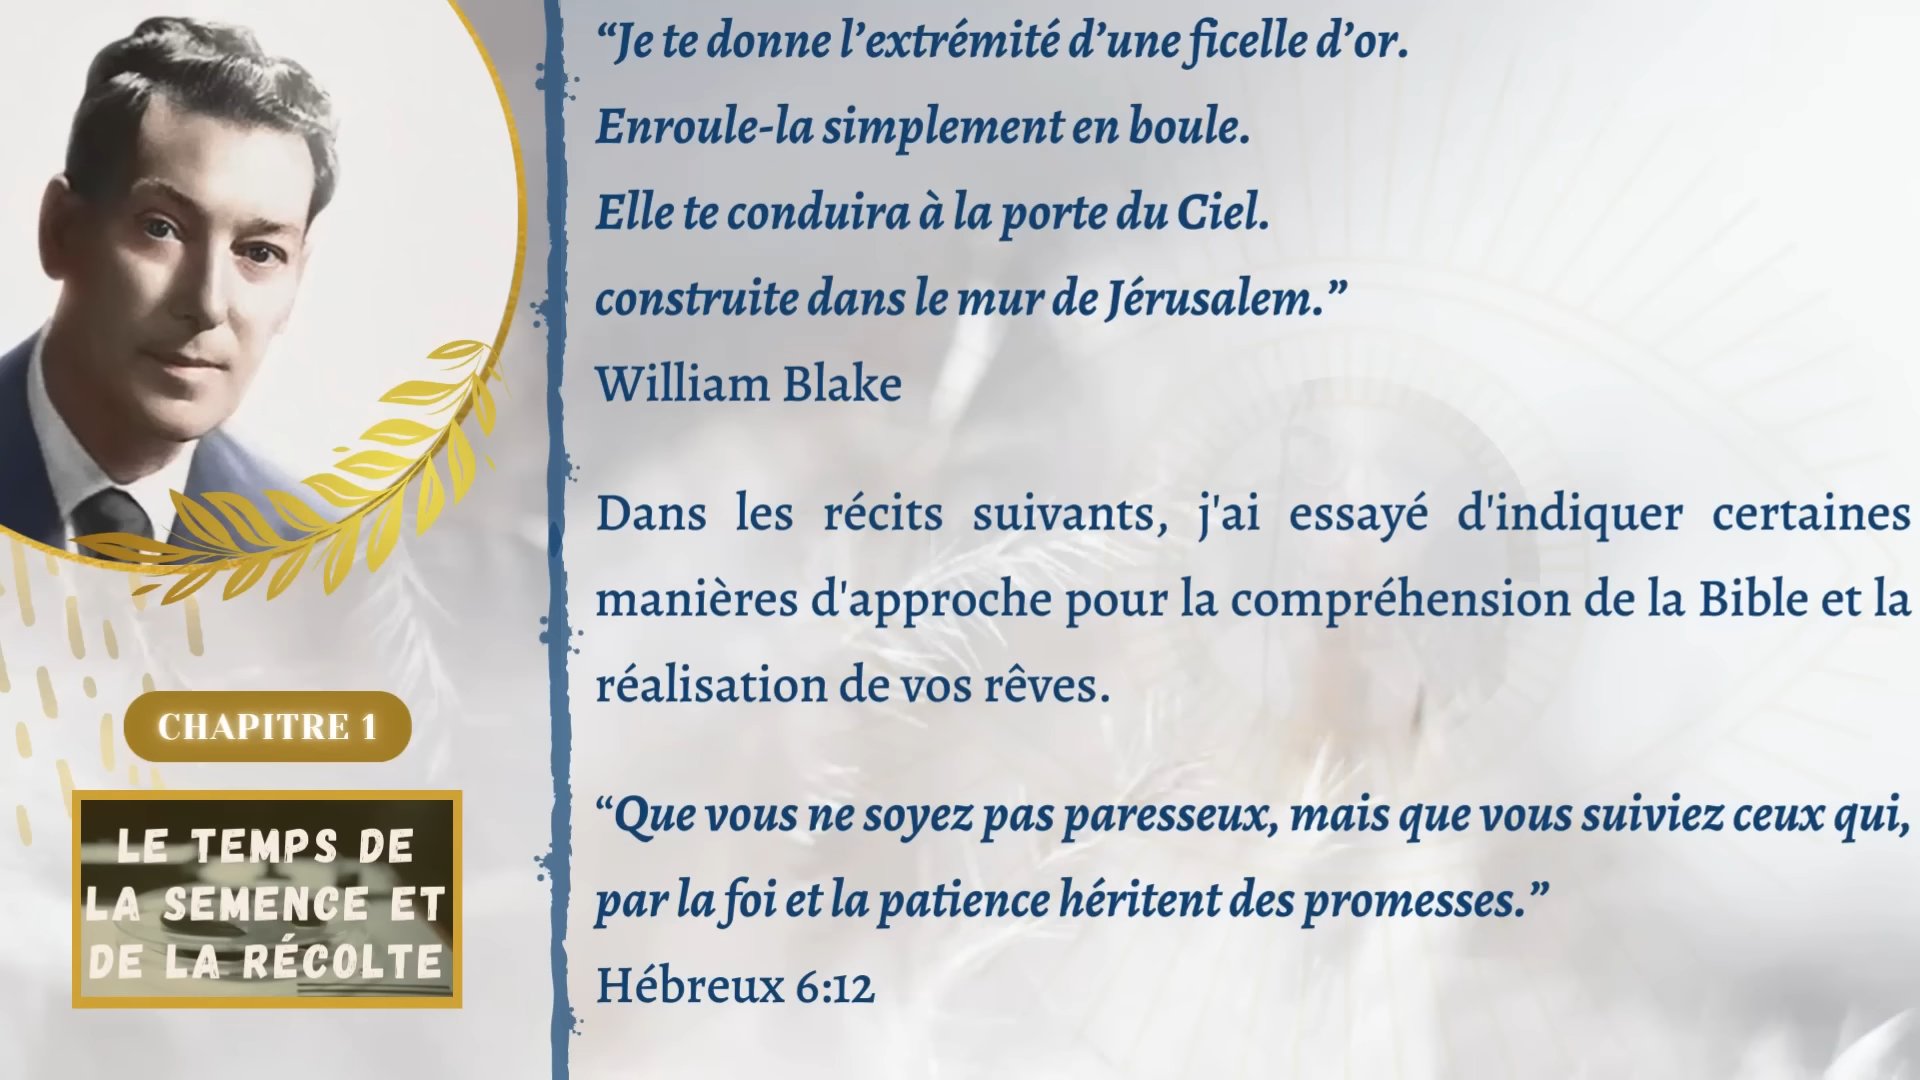 “Je te donne l’extrémité d’une ficelle d’or.
Enroule-la simplement en boule.
Elle te conduira à la porte du Ciel.
construite dans le mur de Jérusalem.”
William Blake
Dans les récits suivants, j'ai essayé d'indiquer certaines
manières d'approche pour la compréhension de la Bible et la
réalisation de vos rêves.
“Que vous ne soyez pas paresseux, mais que vous suiviez ceux qui,
par la foi et la patience héritent des promesses.”
Hébreux 6:12
CHAPITRE 1
LE TEMPS DE
LA SEMENCE ET
DE LA RÉCOLTE